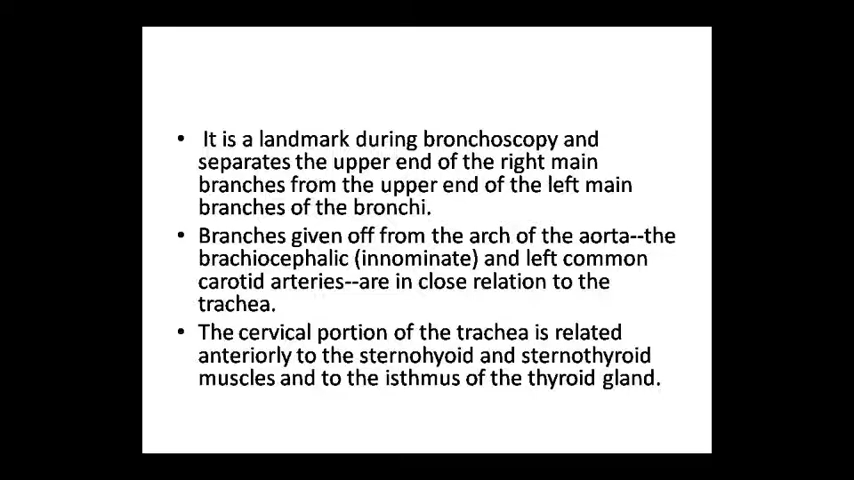 • It is a landmark during bronchoscopy and
separates the upper end of the right main
branches from the upper end of the left main
branches of the bronchi.
• Branches given off from the arch of the aorta--the
brachiocephalic (innominate) and left common
carotid arteries--are in close relation to the
trachea.
• The cervical portion of the trachea is related
anteriorly to the sternohyoid and sternothyroid
muscles and to the isthmus of the thyroid gland.